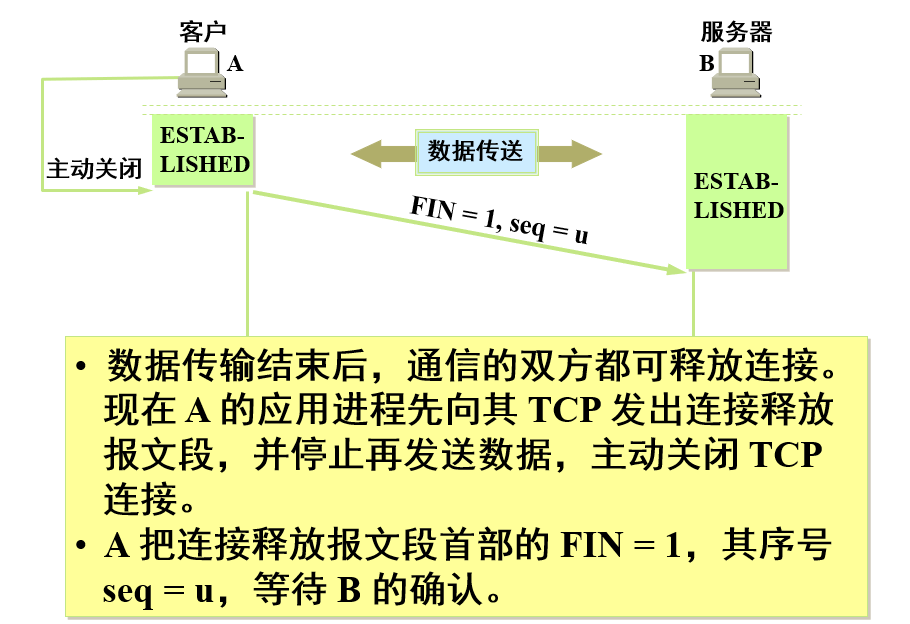 客户
服务器
A
B
ESTAB-
LISHED
数据传送
主动关闭
ESTAB-
LISHED
FIN = 1, seq = u
• 数据传输结束后，通信的双方都可释放连接。
现在 A 的应用进程先向其 TCP 发出连接释放
报文段，并停止再发送数据，主动关闭 TCP
连接。
• A 把连接释放报文段首部的 FIN = 1，其序号
seq = u，等待 B 的确认。